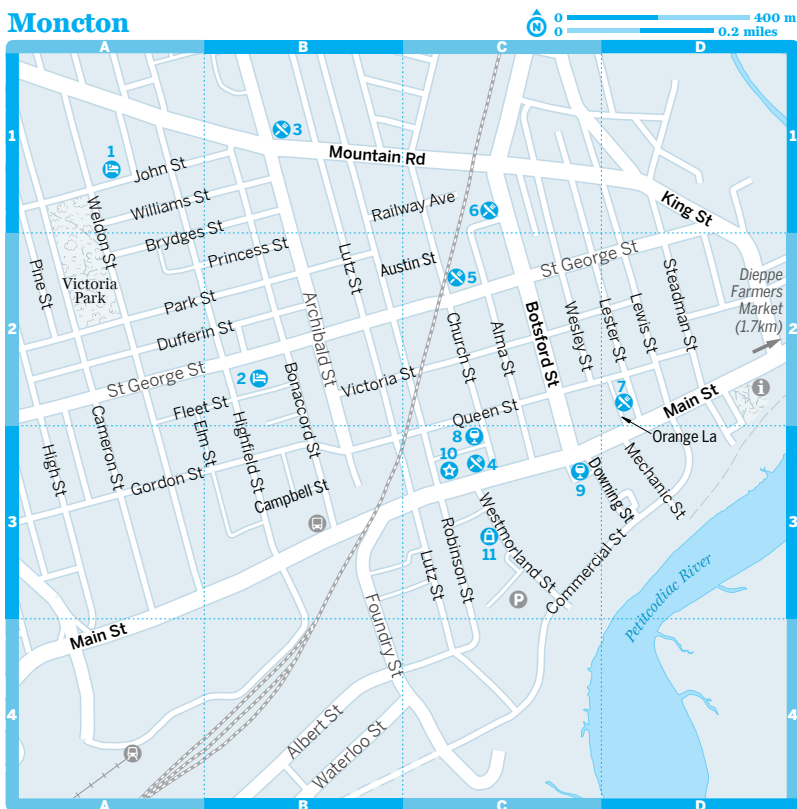 Moncton
N
0 400 m
0 0.2 miles
A
B
C
D
1
1
3
Mountain Rd
John St
Williams St
Weldon St
Brydges St
Railway Ave
6
King St
Pine St
Victoria
Park
Princess St
Lutz St
Austin St
5
St George St
Steadman St
Dieppe
Farmers
Market
(1.7km)
2
2
Park St
Dufferin St
Archibald St
Church St
Alma St
Botsford St
Wesley St
Lester St
Lewis St
St George St
2
Bonaccord St
Victoria St
7
Main St
i
Fleet St
Queen St
Orange La
Cameron St
Elm St
Highfield St
8
High St
Gordon St
10
4
9
Downing St
Mechanic St
Campbell St
3
3
Westmorland St
11
Robinson St
Lutz St
P
Commercial St
Petitcodiac River
Main St
Foundry St
4
4
Albert St
Waterloo St
A
B
C
D
1